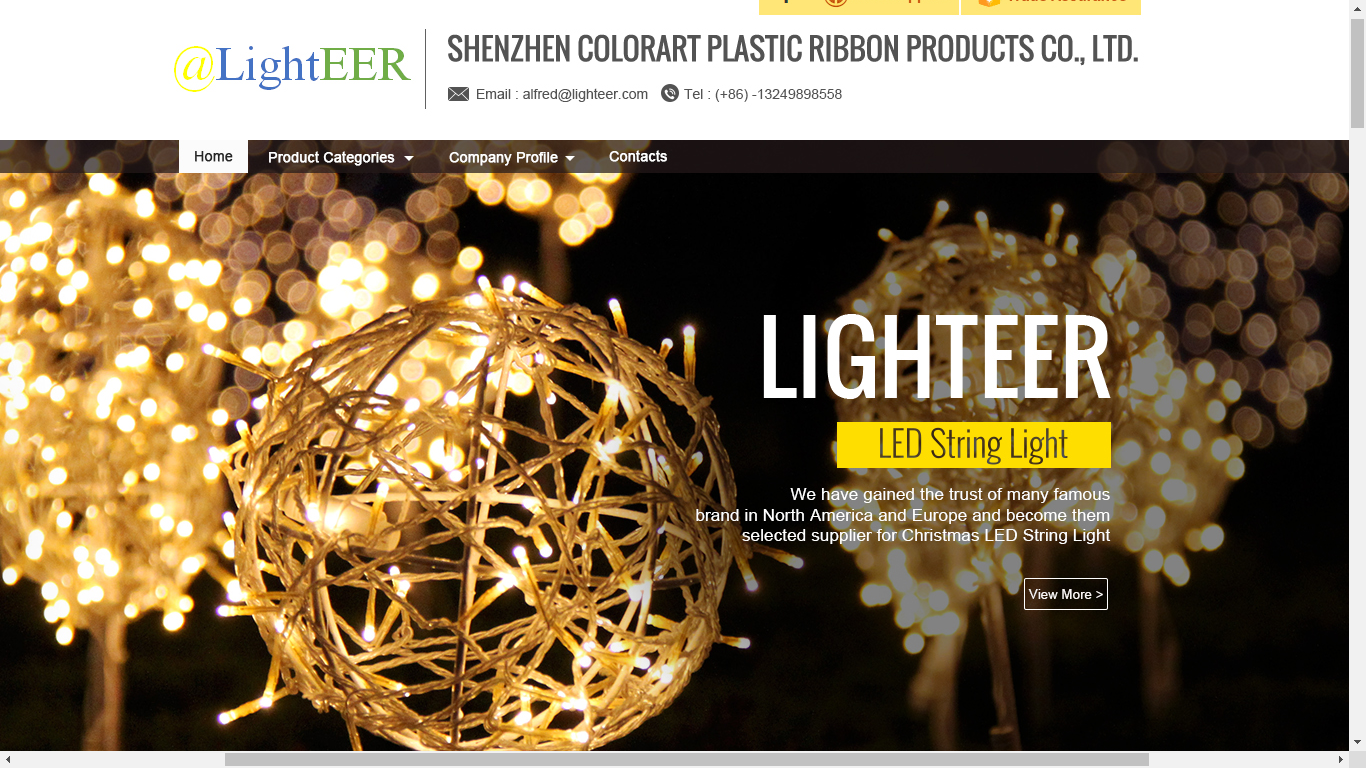 @LightEER
SHENZHEN COLORART PLASTIC RIBBON PRODUCTS CO., LTD.
Email : alfred@lighteer.com Tel : (+86) -13249898558
Home Product Categories Company Profile Contacts
LIGHTEER
LED String Light
We have gained the trust of many famous
brand in North America and Europe and become them
selected supplier for Christmas LED String Light
View More >